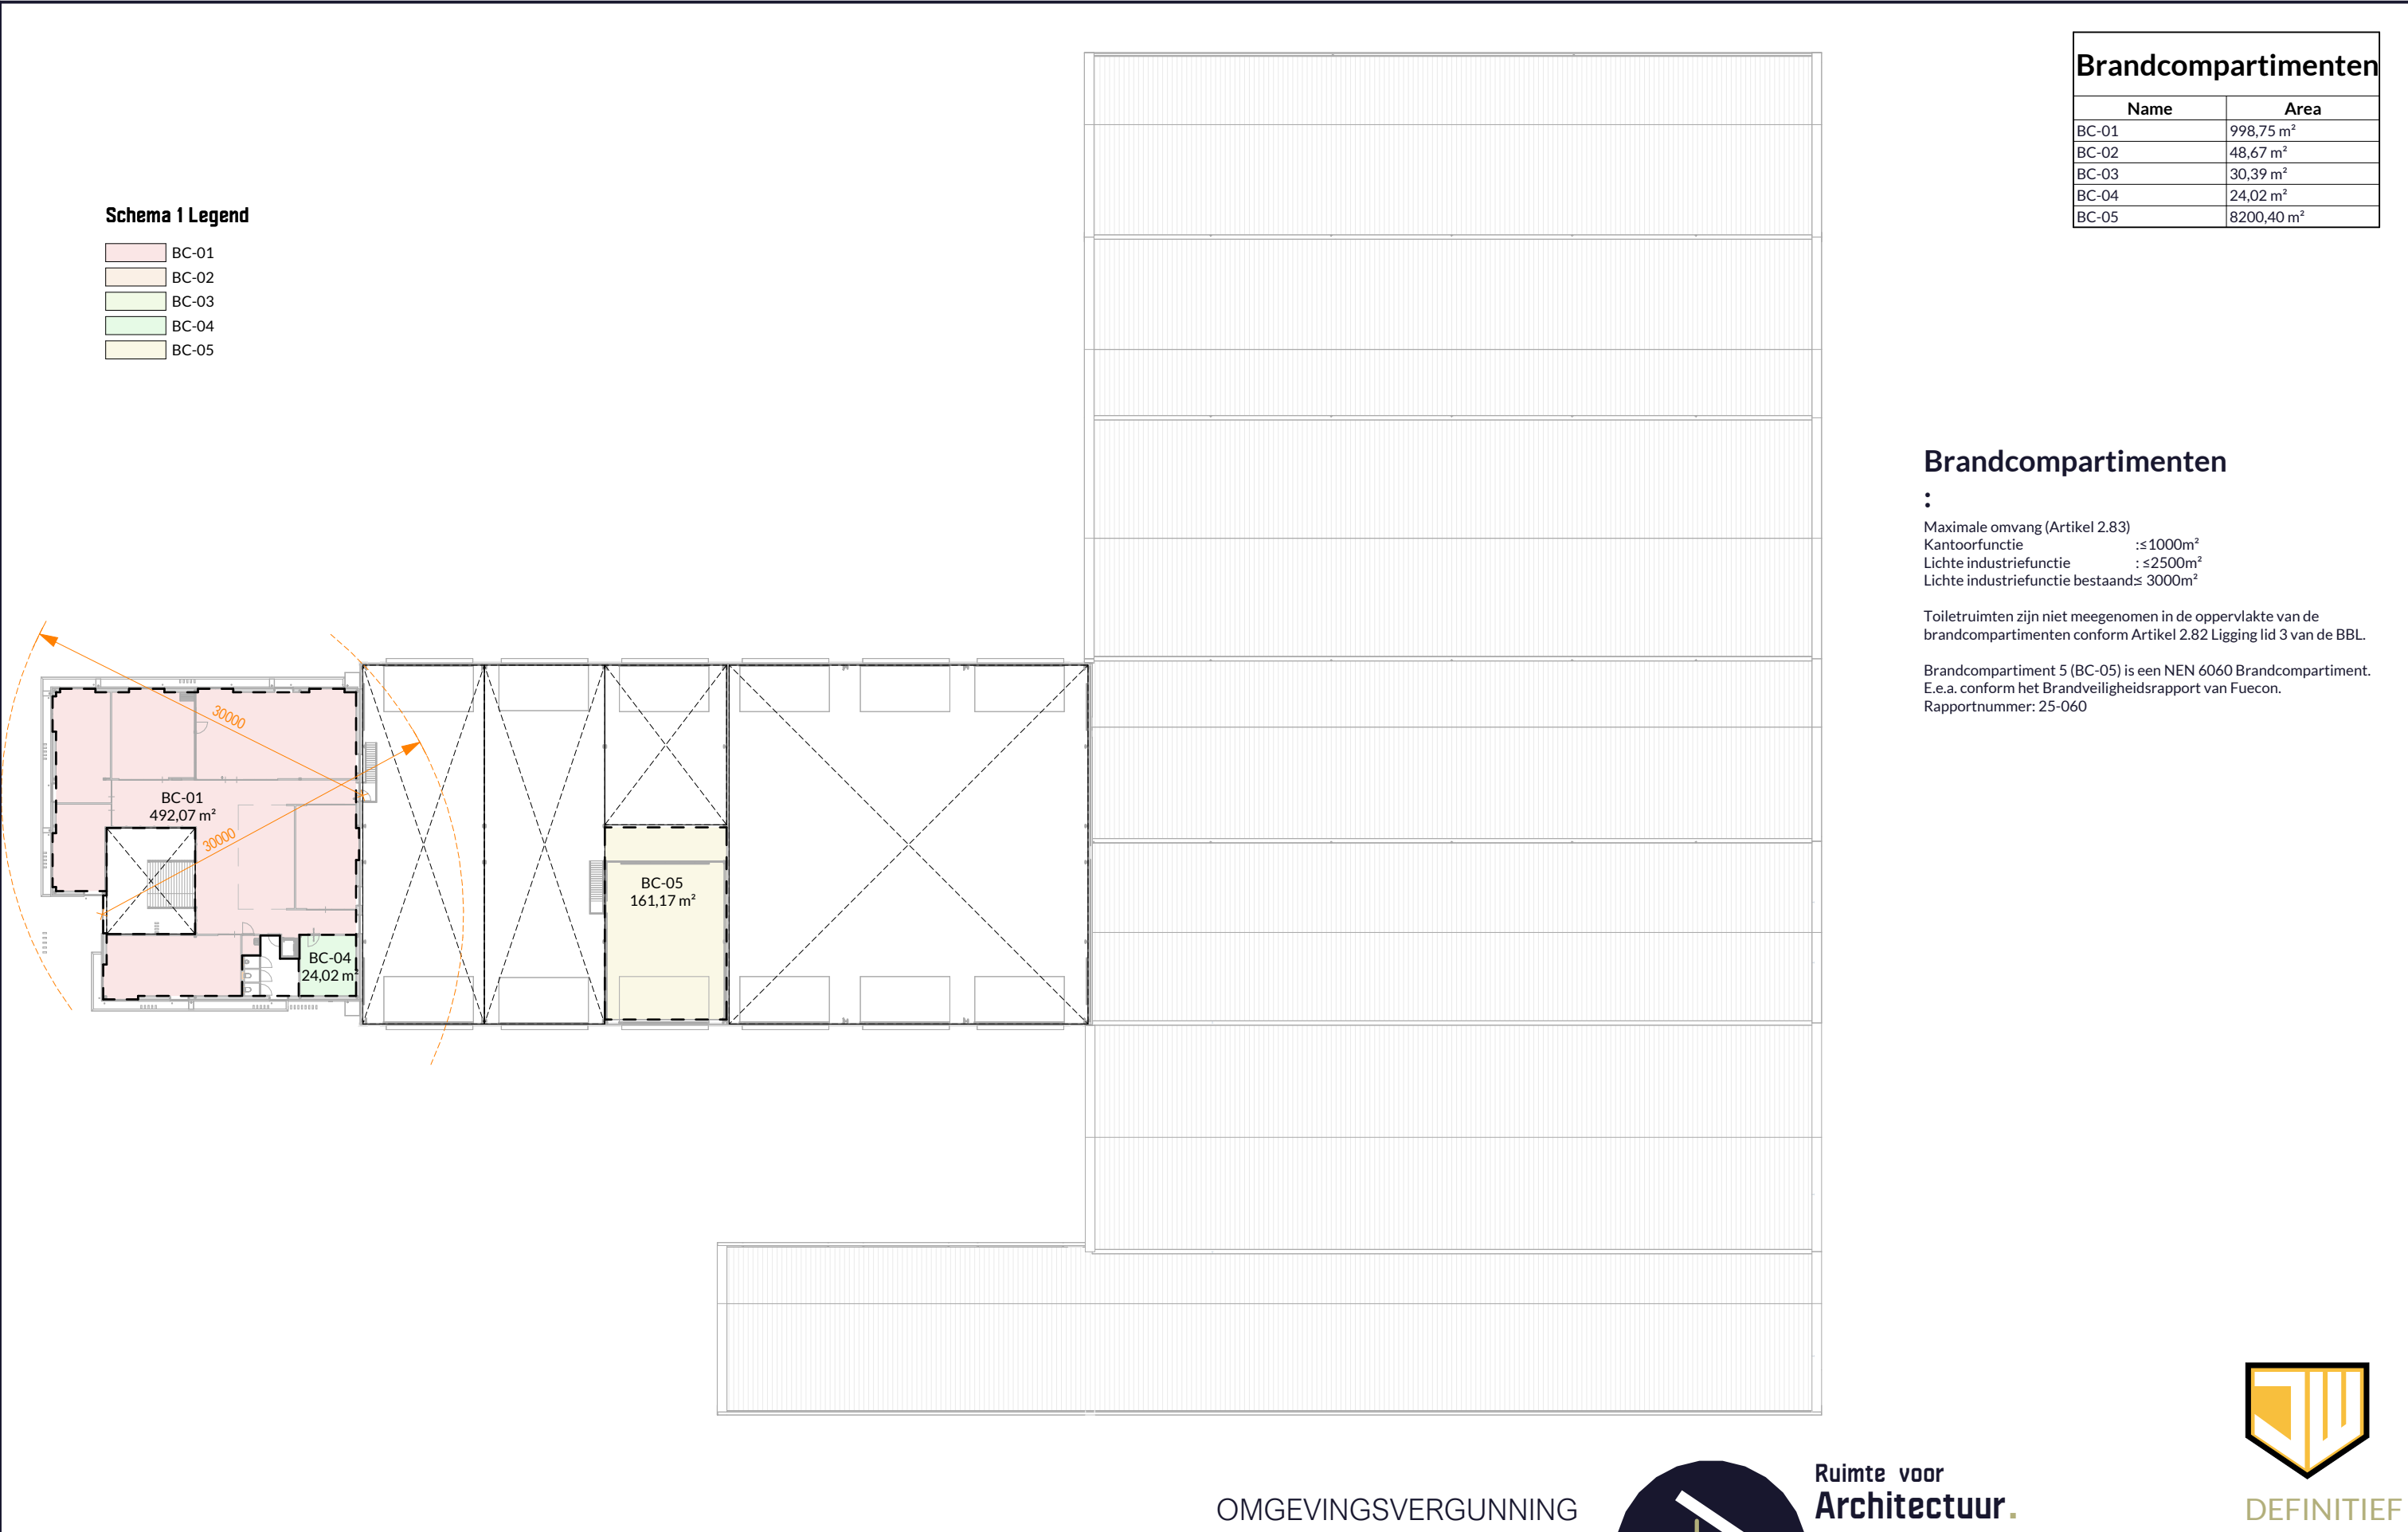 Brandcompartimenten
Name Area
BC-01 998,75 m²
BC-02 48,67 m²
BC-03 30,39 m²
BC-04 24,02 m²
BC-05 8200,40 m²
Schema 1 Legend
BC-01
BC-02
BC-03
BC-04
BC-05
Brandcompartimenten
:
Maximale omvang (Artikel 2.83)
Kantoorfunctie :≤1000m²
Lichte industriefunctie : ≤2500m²
Lichte industriefunctie bestaand:≤ 3000m²
Toiletruimten zijn niet meegenomen in de oppervlakte van de
brandcompartimenten conform Artikel 2.82 Ligging lid 3 van de BBL.
Brandcompartiment 5 (BC-05) is een NEN 6060 Brandcompartiment.
E.e.a. conform het Brandveiligheidsrapport van Fuecon.
Rapportnummer: 25-060
30000
BC-01
492,07 m²
30000
BC-05
161,17 m²
BC-04
24,02 m²
OMGEVINGSVERGUNNING
Ruimte voor
Architectuur.
DEFINITIEF